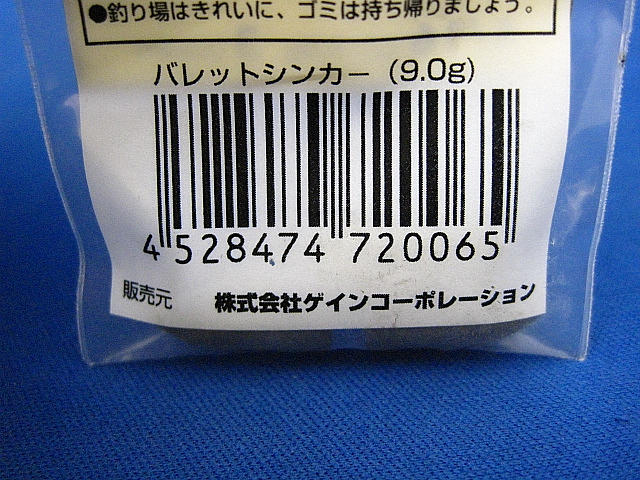 ●釣り場はきれいに、ゴミは持ち帰りましょう。
バレットシンカー (9.0g)
4 528474 720065
販売元 株式会社ゲインコーポレーション